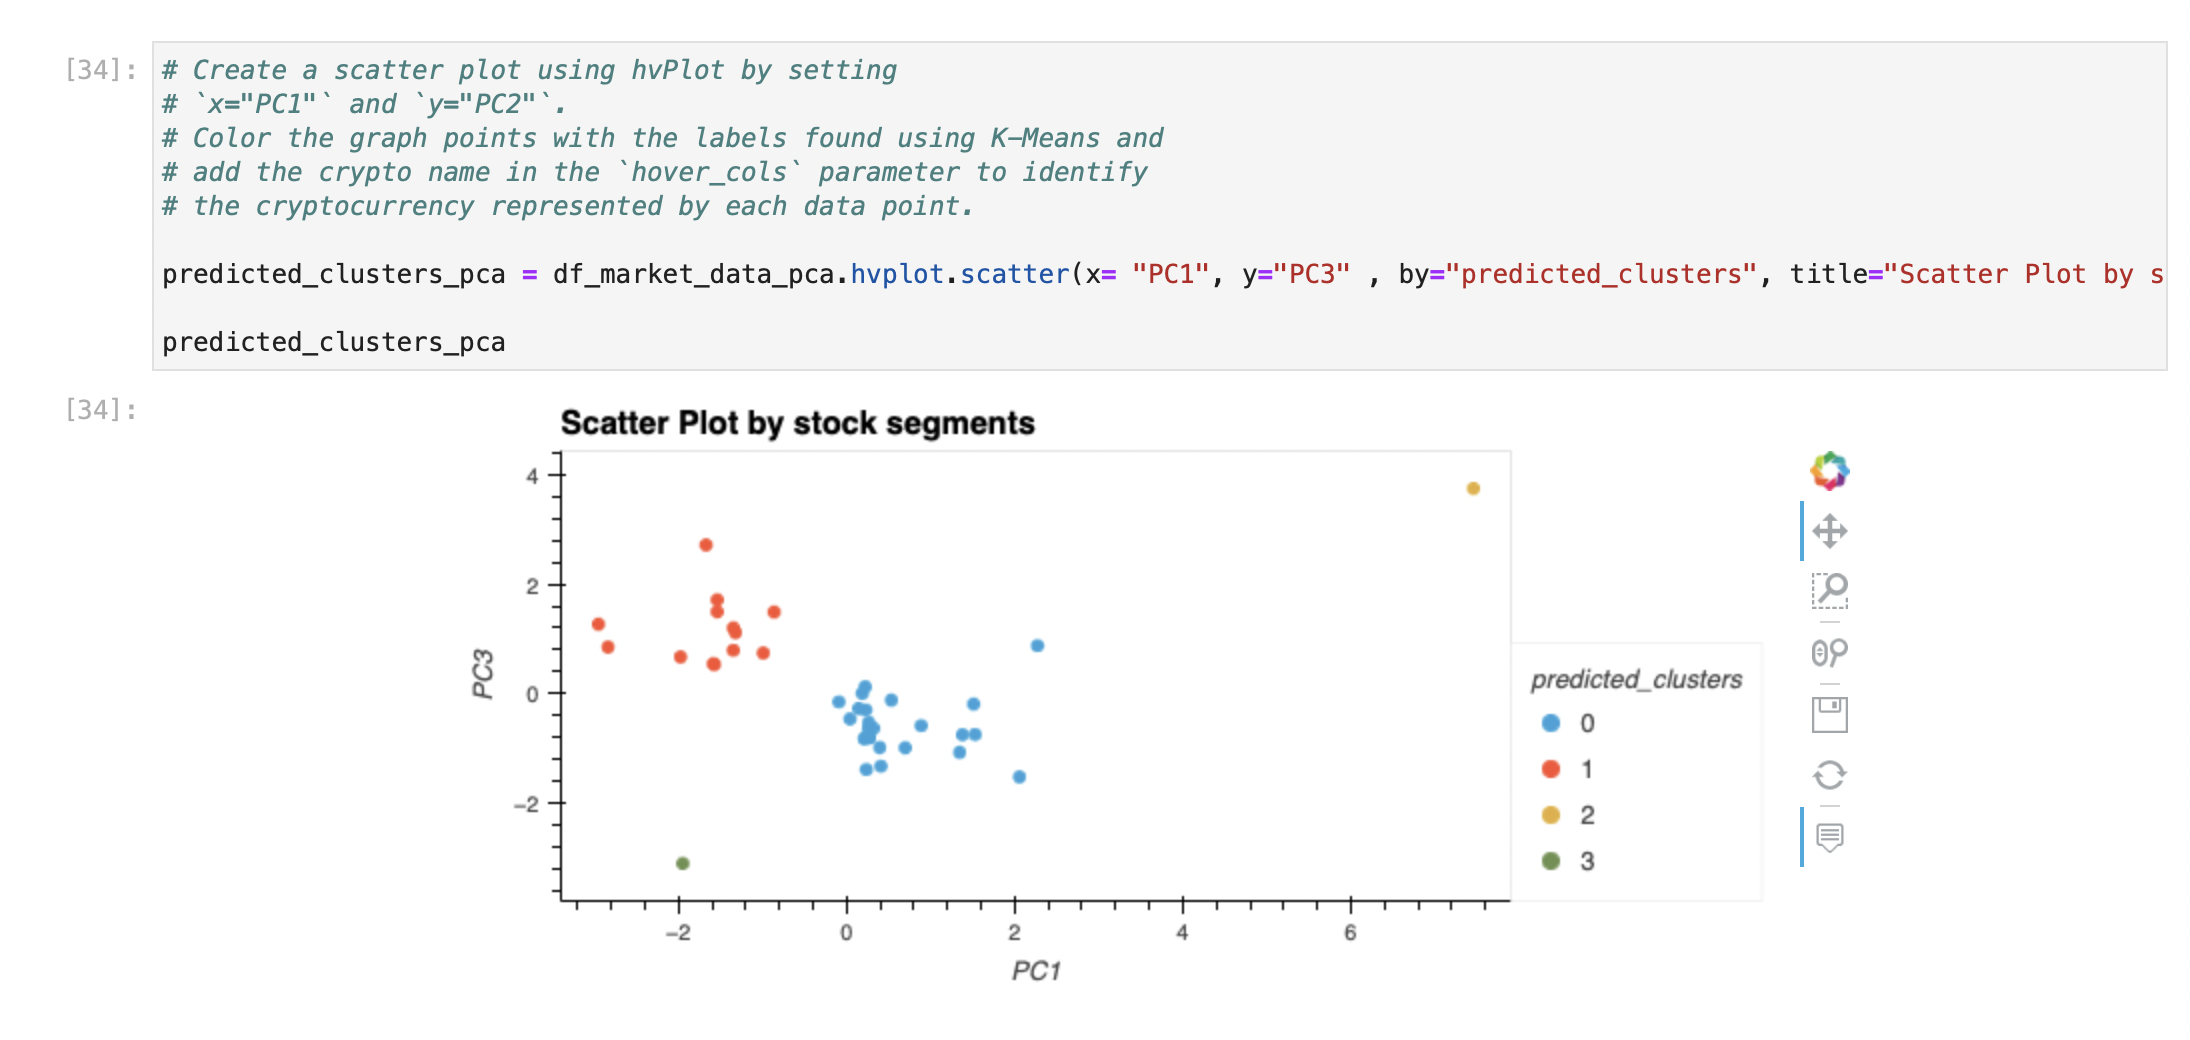 [34]:
# Create a scatter plot using hvPlot by setting
# `x="PC1"` and `y="PC2"`.
# Color the graph points with the labels found using K-Means and
# add the crypto name in the `hover_cols` parameter to identify
# the cryptocurrency represented by each data point.
predicted_clusters_pca = df_market_data_pca.hvplot.scatter(x= "PC1", y="PC3" , by="predicted_clusters", title="Scatter Plot by s
predicted_clusters_pca
[34]:
Scatter Plot by stock segments
4
2
0
−2
PC3
−2
0
2
4
6
PC1
predicted_clusters
0
1
2
3